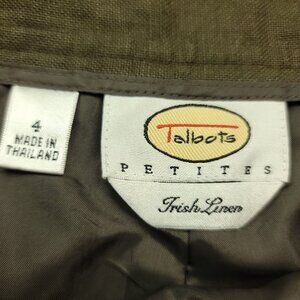 4
MADE IN
THAILAND
Talbots
PETITES
Irish Linen